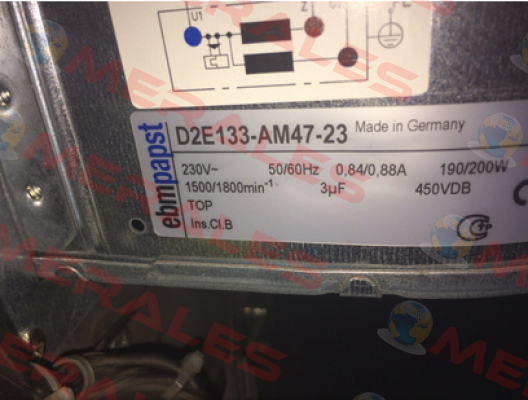 U1
Z
ebmpapst
D2E133-AM47-23 Made in Germany
230V~ 50/60Hz 0,84/0,88A 190/200W
1500/1800min⁻¹ 3µF 450VDB
TOP
Ins.Cl.B
MERALES
MERALES
MERALES